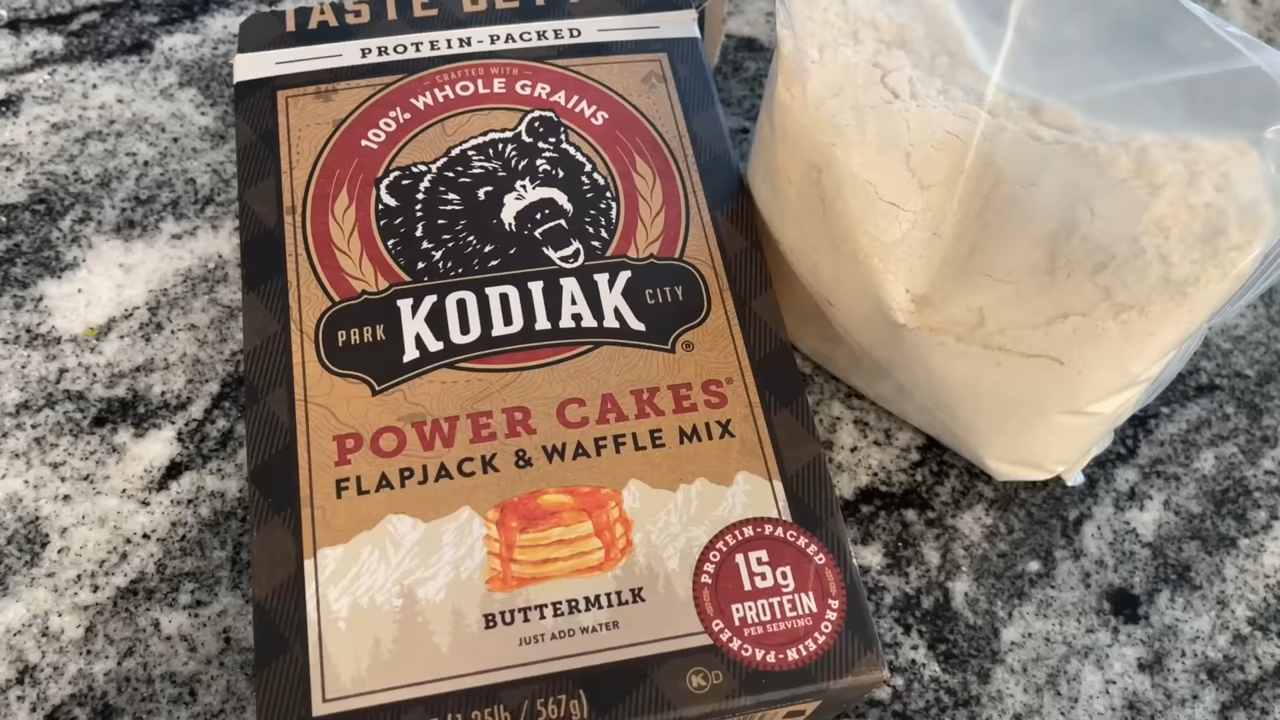 TASTE
PROTEIN-PACKED
CRAFTED WITH
100% WHOLE GRAINS
PARK KODIAK CITY
®
POWER CAKES®
FLAPJACK & WAFFLE MIX
BUTTERMILK
JUST ADD WATER
PROTEIN-PACKED
15g
PROTEIN
PER SERVING
PROTEIN-PACKED
K D
/ 567g)